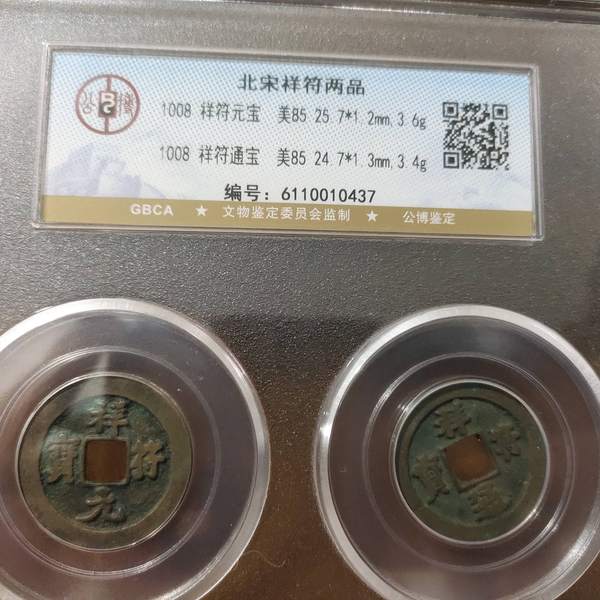 北宋祥符两品
公博
1008 祥符元宝 美85 25.7*1.2mm,3.6g
1008 祥符通宝 美85 24.7*1.3mm,3.4g
编号：6110010437
GBCA ★ 文物鉴定委员会监制 ★ 公博鉴定
祥符元寶
祥符通寶